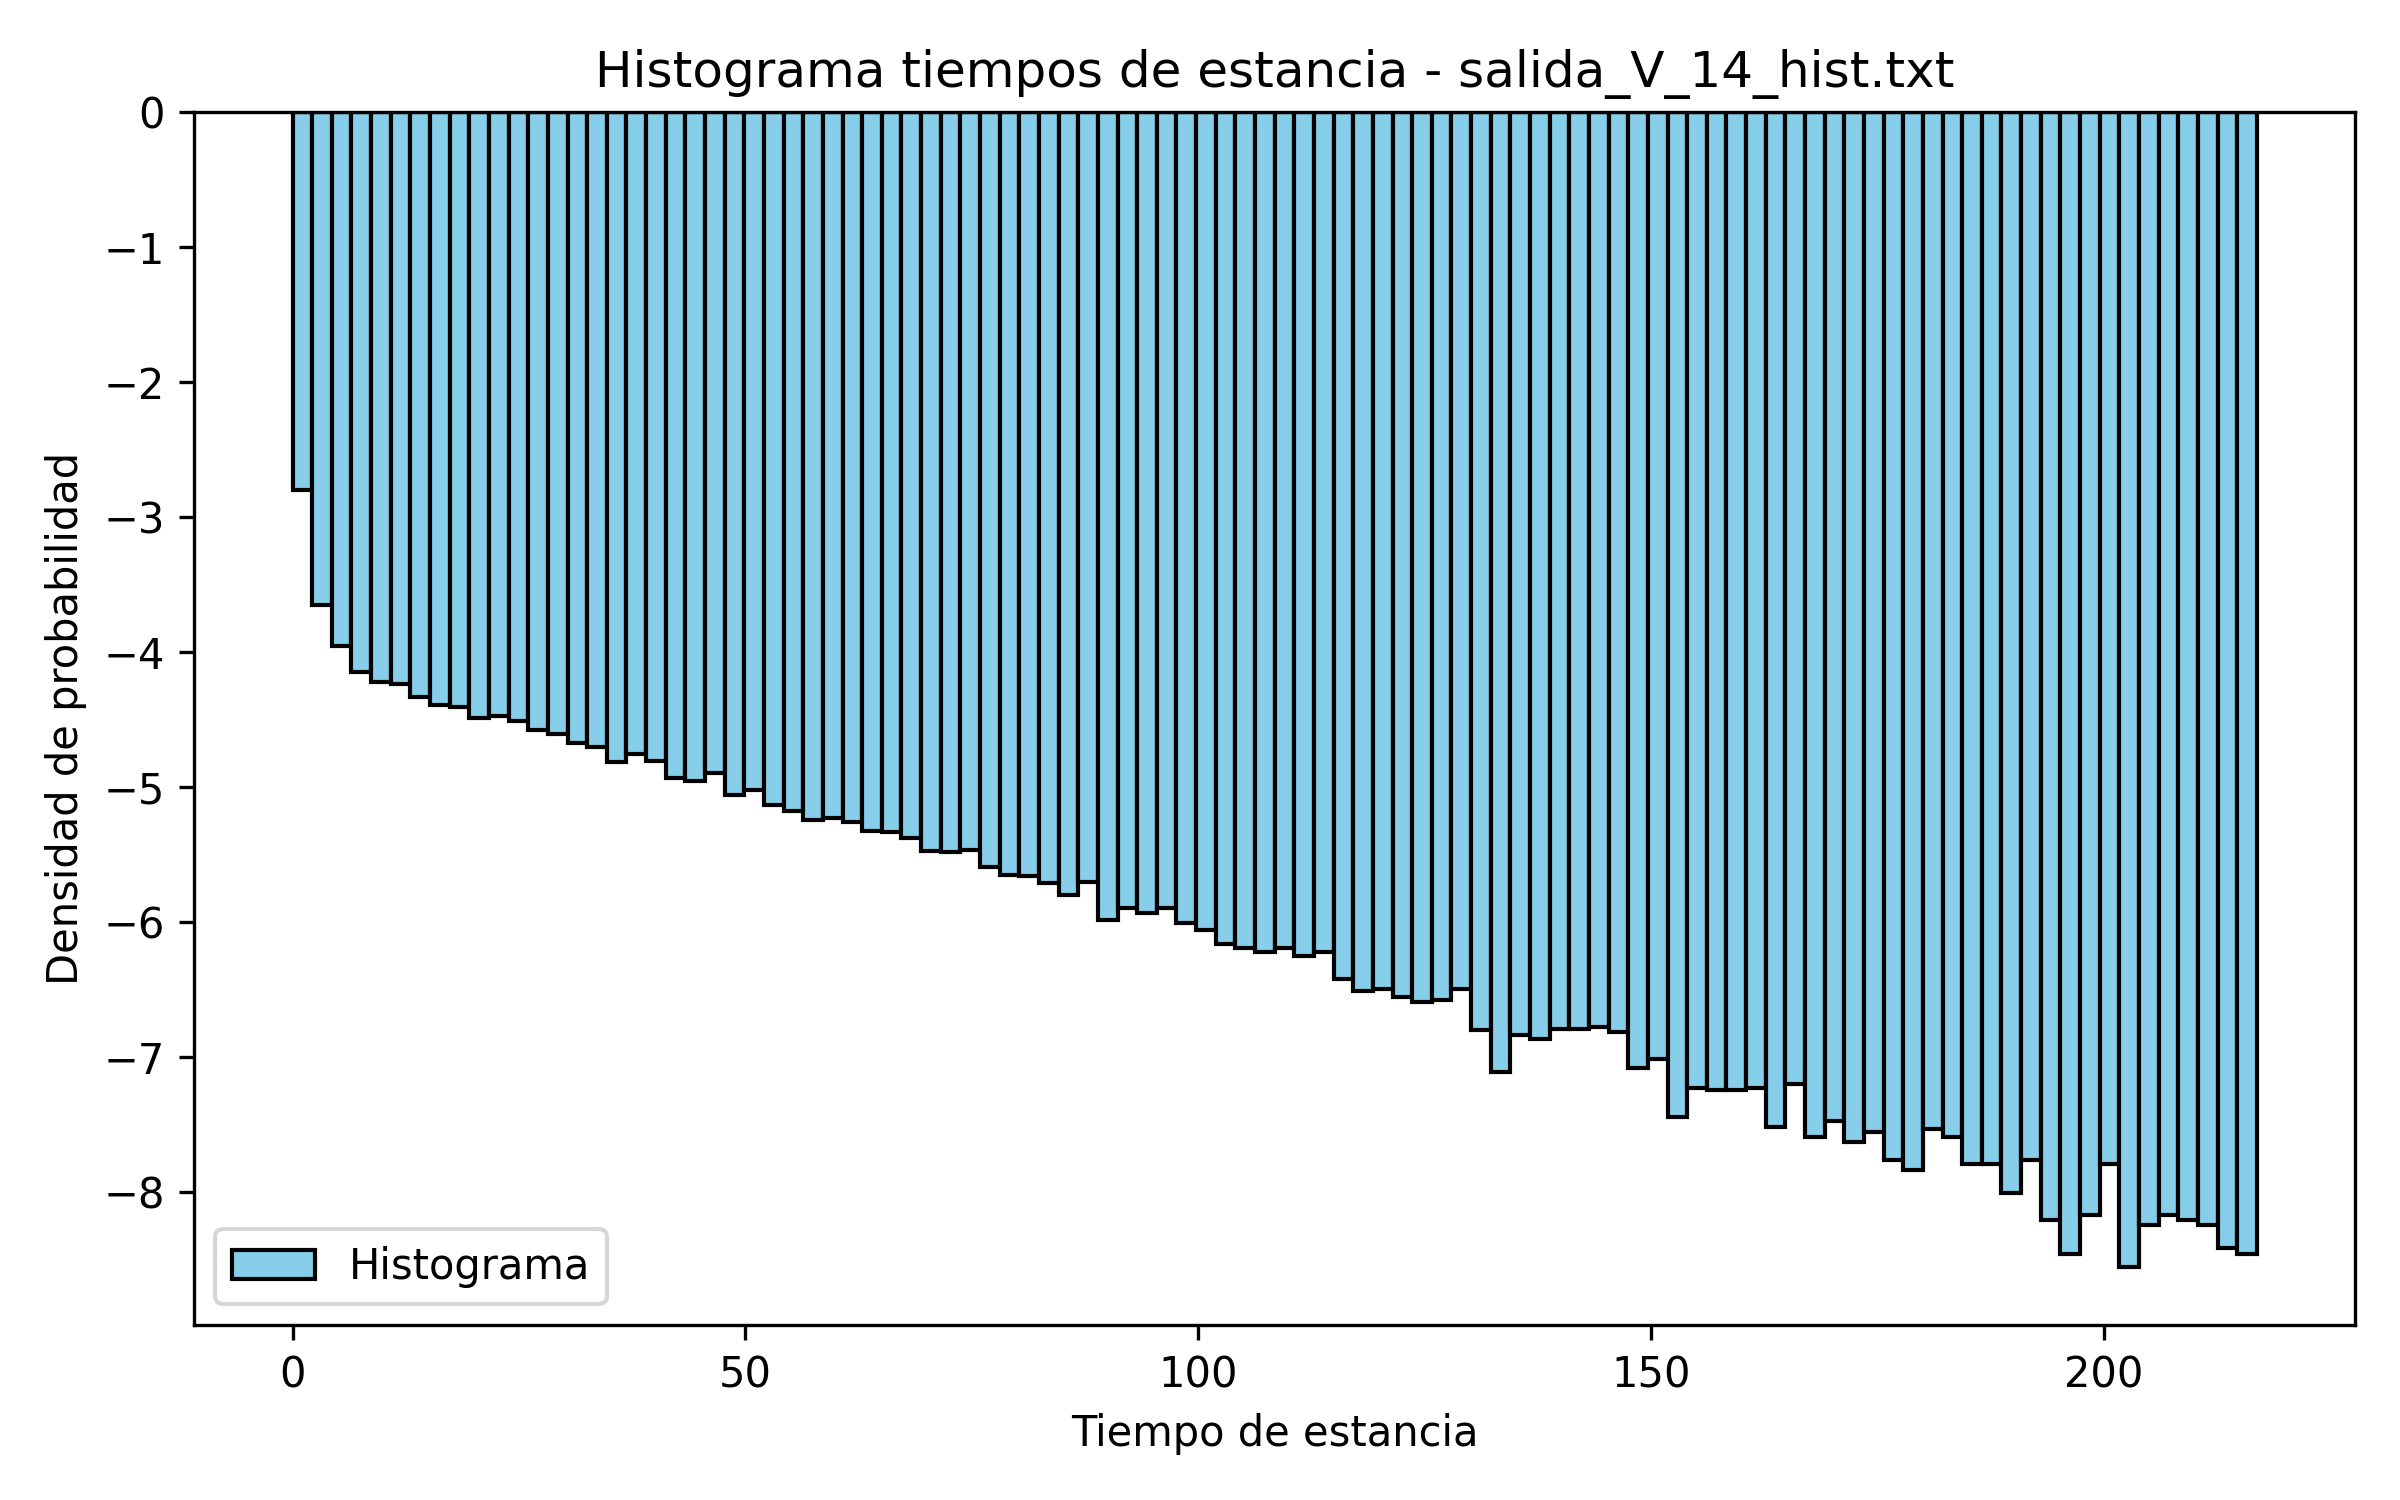 Histograma tiempos de estancia - salida_V_14_hist.txt
0
−1
−2
−3
−4
−5
−6
−7
−8
Densidad de probabilidad
Histograma
0 50 100 150 200
Tiempo de estancia